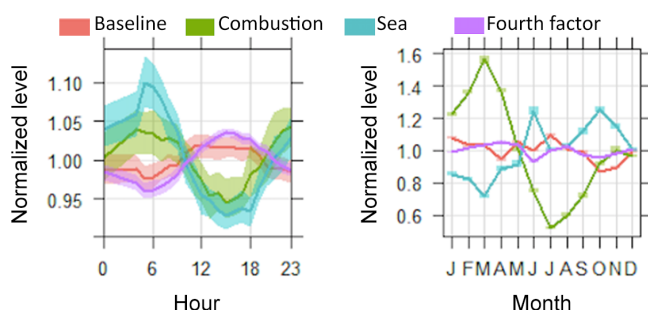 Baseline Combustion Sea Fourth factor
Normalized level
1.10
1.05
1.00
0.95
0 6 12 18 23
Hour
Normalized level
1.6
1.4
1.2
1.0
0.8
0.6
J F M A M J J A S O N D
Month